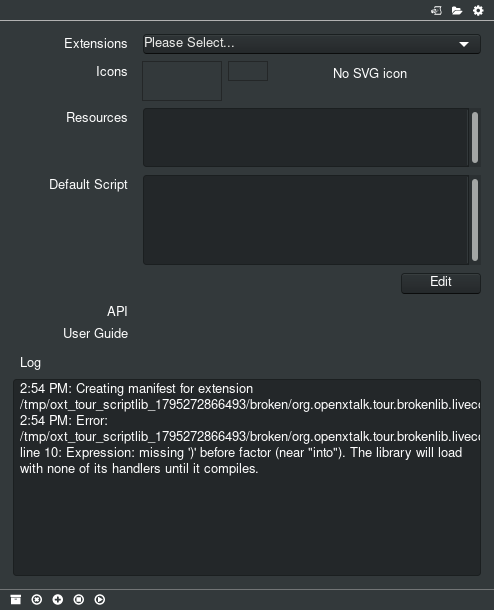 Extensions
Please Select...
Icons
No SVG icon
Resources
Default Script
Edit
API
User Guide
Log
2:54 PM: Creating manifest for extension
/tmp/oxt_tour_scriptlib_1795272866493/broken/org.openxtalk.tour.brokenlib.livec
2:54 PM: Error:
/tmp/oxt_tour_scriptlib_1795272866493/broken/org.openxtalk.tour.brokenlib.livec
line 10: Expression: missing ')' before factor (near "into"). The library will load
with none of its handlers until it compiles.